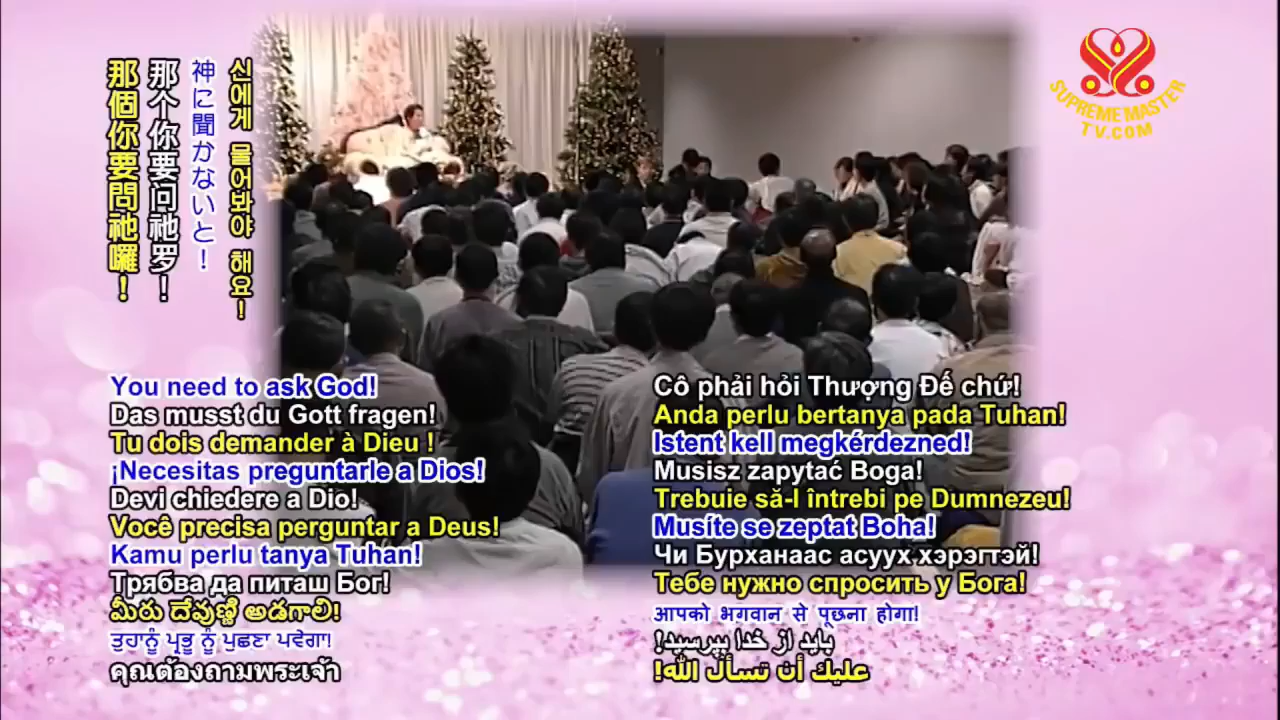 那個你要問祂囉！
那个你要问祂罗！
神に聞かないと！
신에게 물어봐야 해요!
SUPREME MASTER
TV.COM
You need to ask God!
Das musst du Gott fragen!
Tu dois demander à Dieu !
¡Necesitas preguntarle a Dios!
Devi chiedere a Dio!
Você precisa perguntar a Deus!
Kamu perlu tanya Tuhan!
Трябва да питаш Бог!
మీరు దేవుణ్ణి అడగాలి!
ਤੁਹਾਨੂੰ ਪ੍ਰਭੂ ਨੂੰ ਪੁਛਣਾ ਪਵੇਗਾ!
คุณต้องถามพระเจ้า
Cô phải hỏi Thượng Đế chứ!
Anda perlu bertanya pada Tuhan!
Istent kell megkérdezned!
Musisz zapytać Boga!
Trebuie să-l întrebi pe Dumnezeu!
Musíte se zeptat Boha!
Чи Бурханаас асуух хэрэгтэй!
Тебе нужно спросить у Бога!
आपको भगवान से पूछना होगा!
باید از خدا بپرسید!
عليك أن تسأل الله!